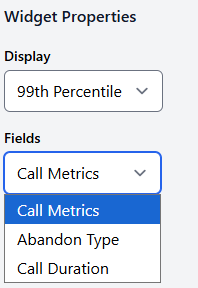 Widget Properties
Display
99th Percentile
Fields
Call Metrics
Call Metrics
Abandon Type
Call Duration